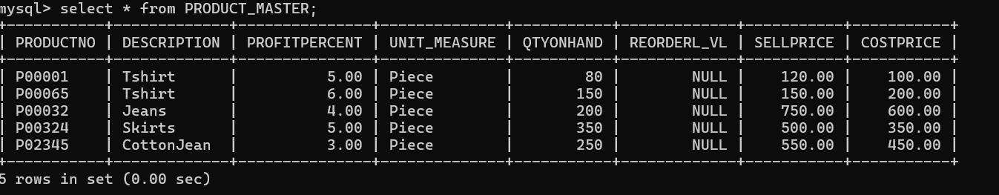 mysql> select * from PRODUCT_MASTER;
+-----------+-------------+---------------+--------------+-----------+-------------+-----------+-----------+
| PRODUCTNO | DESCRIPTION | PROFITPERCENT | UNIT_MEASURE | QTYONHAND | REORDERL_VL | SELLPRICE | COSTPRICE |
+-----------+-------------+---------------+--------------+-----------+-------------+-----------+-----------+
| P00001    | Tshirt      |          5.00 | Piece        |        80 |        NULL |    120.00 |    100.00 |
| P00065    | Tshirt      |          6.00 | Piece        |       150 |        NULL |    150.00 |    200.00 |
| P00032    | Jeans       |          4.00 | Piece        |       200 |        NULL |    750.00 |    600.00 |
| P00324    | Skirts      |          5.00 | Piece        |       350 |        NULL |    500.00 |    350.00 |
| P02345    | CottonJean  |          3.00 | Piece        |       250 |        NULL |    550.00 |    450.00 |
+-----------+-------------+---------------+--------------+-----------+-------------+-----------+-----------+
5 rows in set (0.00 sec)